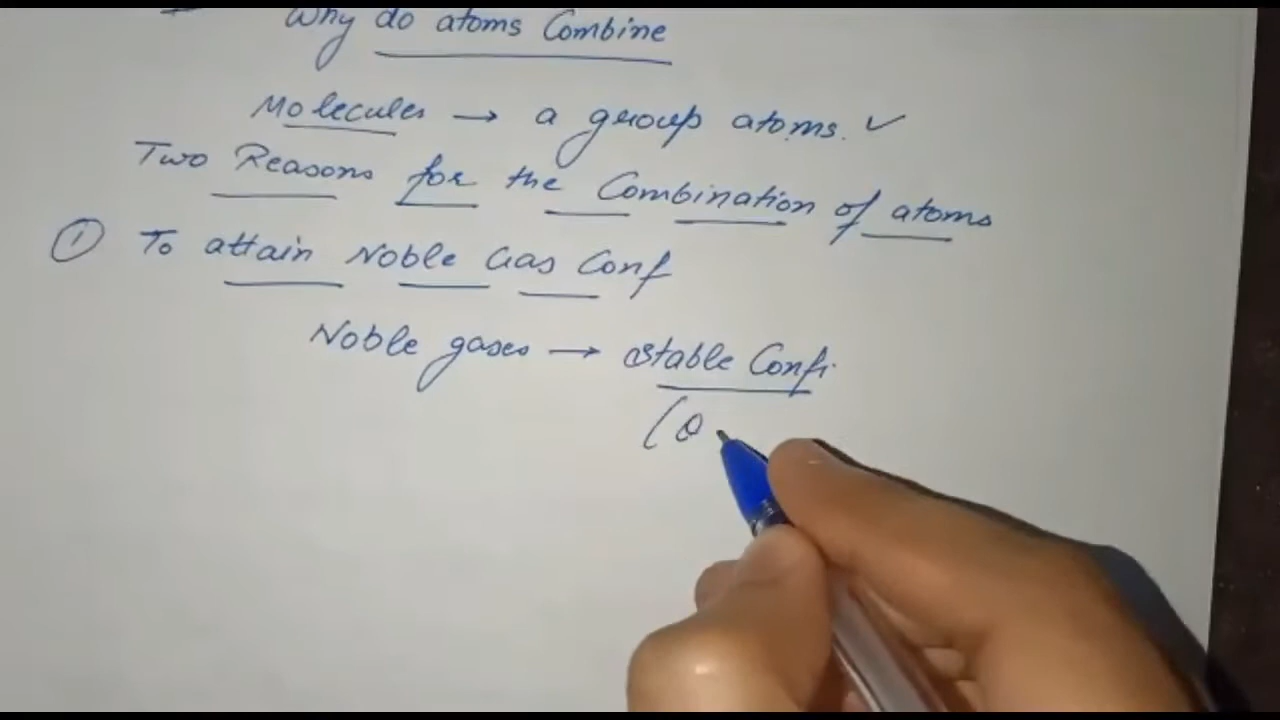 Why do atoms Combine
Molecules → a group atoms. ✓
Two Reasons for the Combination of atoms
① To attain Noble Gas Conf
Noble gases → Stable Confi.
(o